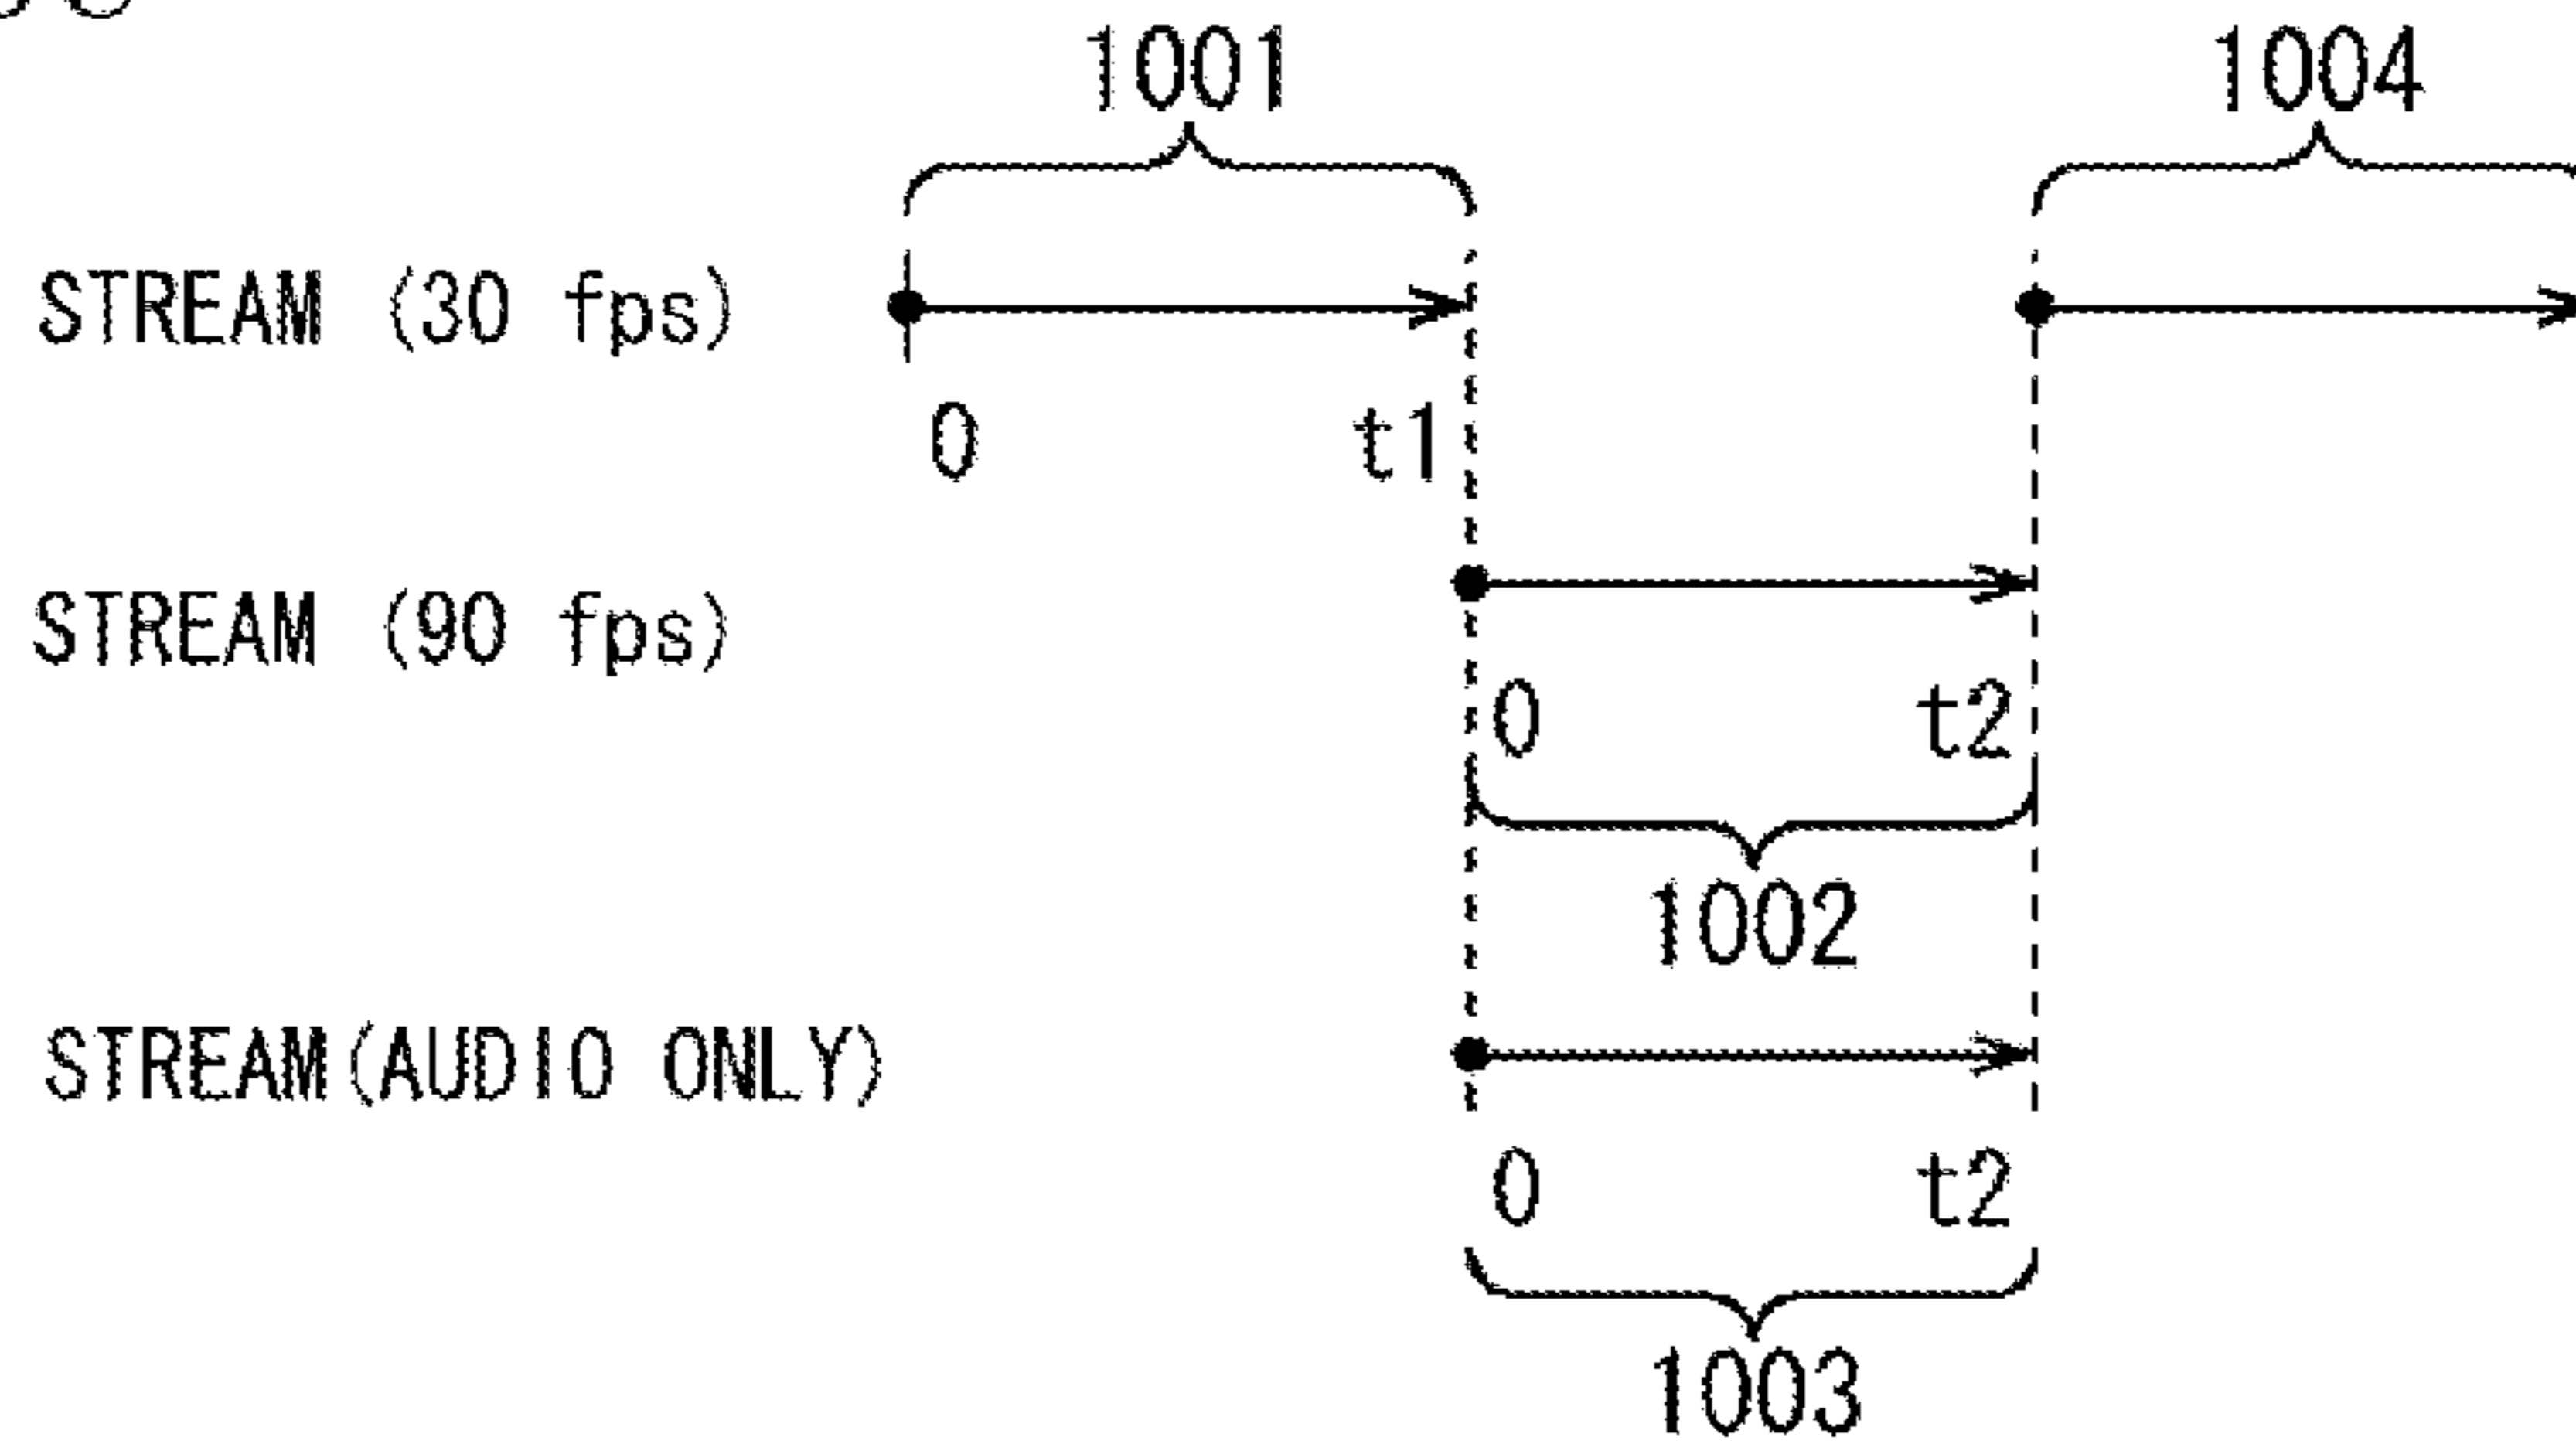 1001 1004
STREAM (30 fps)
0 t1
STREAM (90 fps)
0 t2
1002
STREAM(AUDIO ONLY)
0 t2
1003